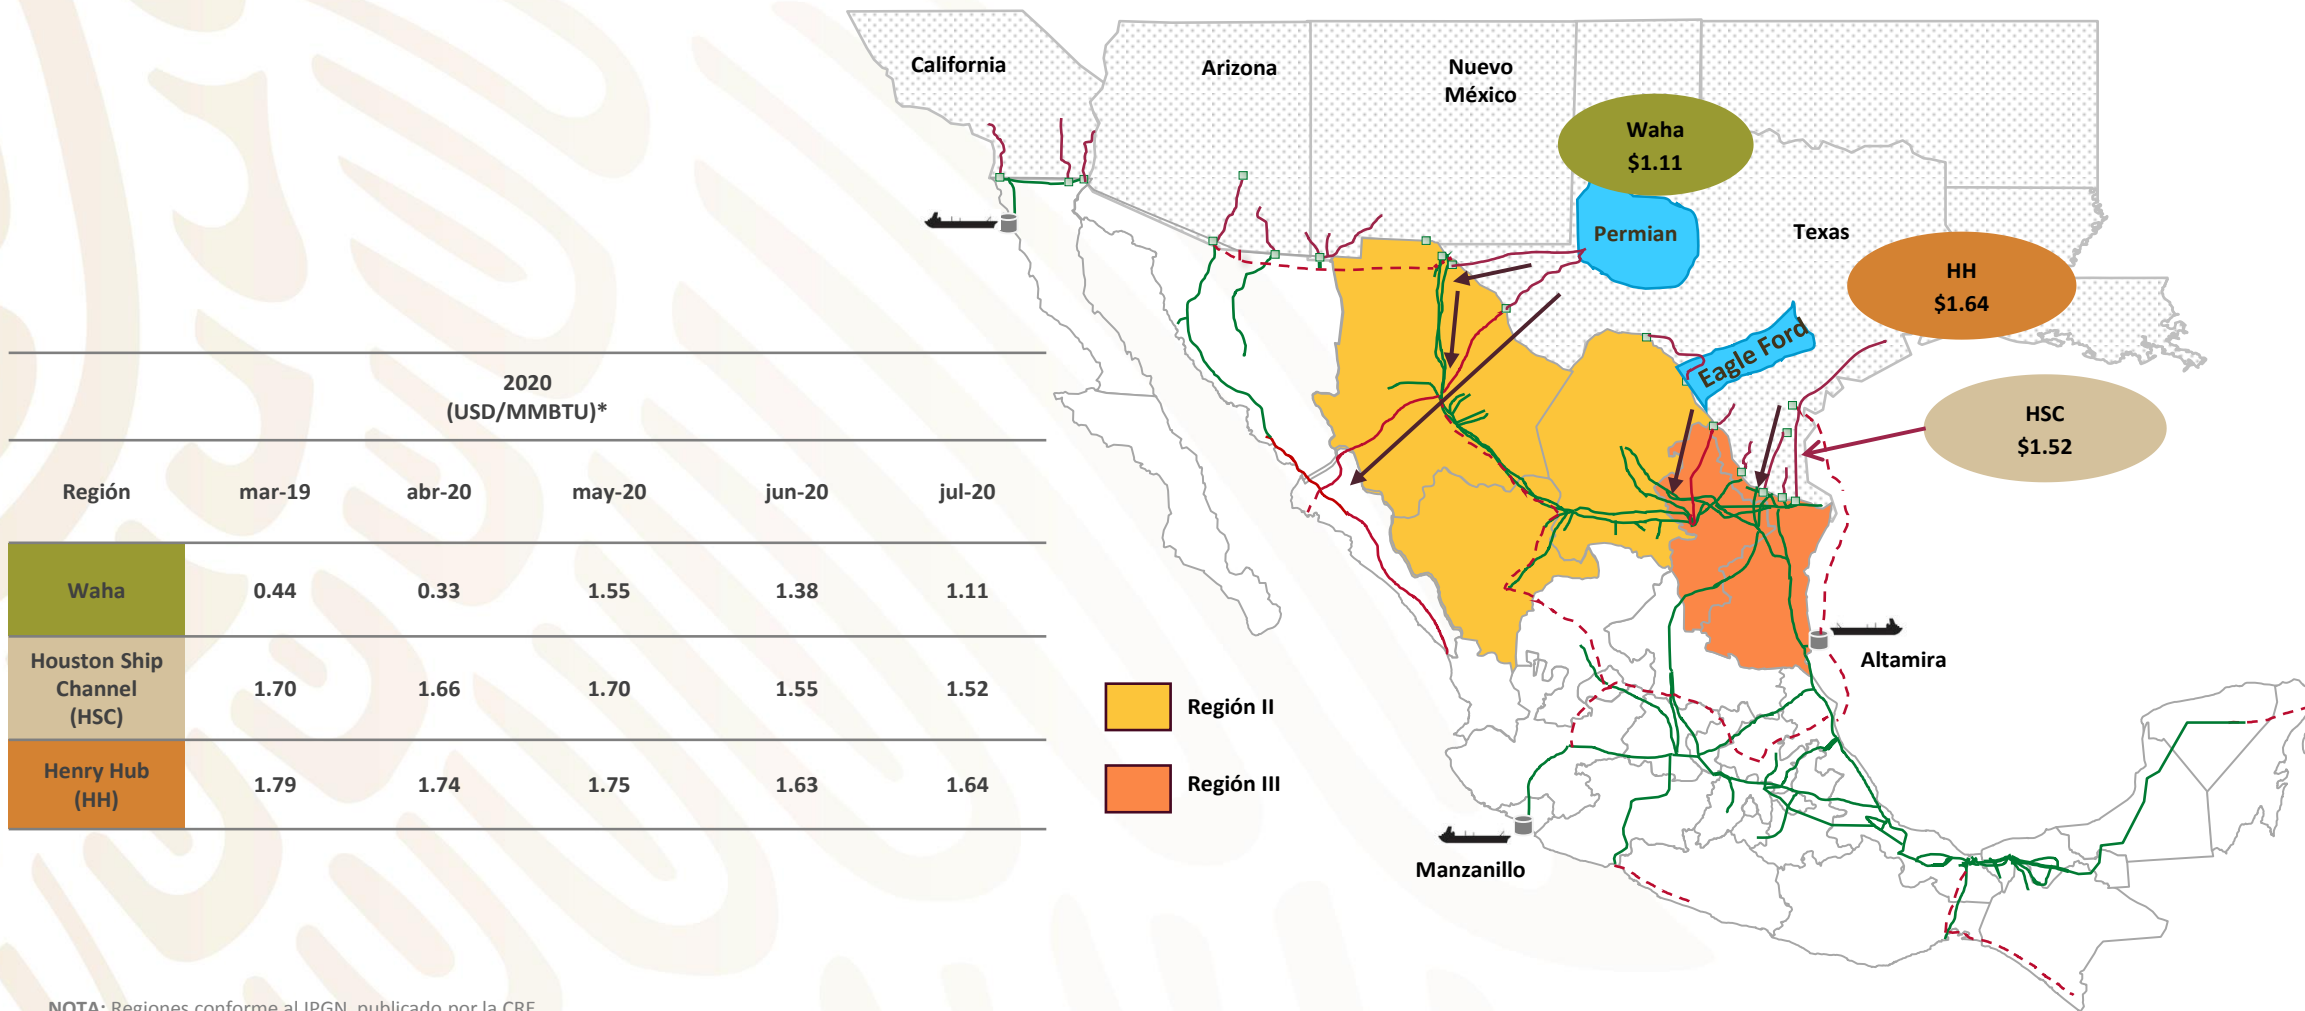 California
Arizona
Nuevo
México
Waha
$1.11
Permian
Texas
HH
$1.64
Eagle Ford
HSC
$1.52
2020
(USD/MMBTU)*
Región mar-19 abr-20 may-20 jun-20 jul-20
Waha 0.44 0.33 1.55 1.38 1.11
Houston Ship
Channel
(HSC)
1.70 1.66 1.70 1.55 1.52
Henry Hub
(HH)
1.79 1.74 1.75 1.63 1.64
Región II
Región III
Altamira
Manzanillo
NOTA: Regiones conforme al IPGN, publicado por la CRE